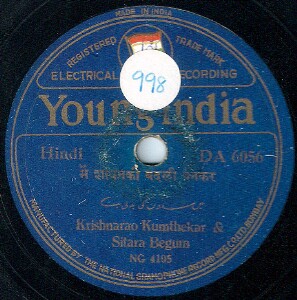 MADE IN INDIA
REGISTERED TRADE MARK
ELECTRICAL RECORDING
998
Young India
Hindi DA 6056
में
Krishnarao Kumthekar &
Sitara Begum
NG 4195
MANUFACTURED BY THE NATIONAL GRAMOPHONE RECORD MFG. CO. LTD. BOMBAY